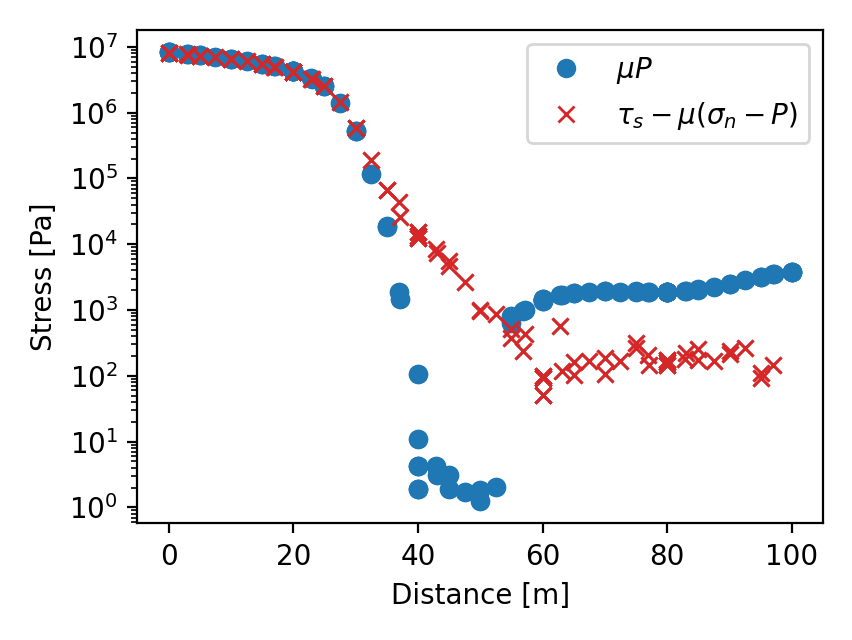 μP
τₛ − μ(σₙ − P)
Stress [Pa]
10⁷
10⁶
10⁵
10⁴
10³
10²
10¹
10⁰
0 20 40 60 80 100
Distance [m]